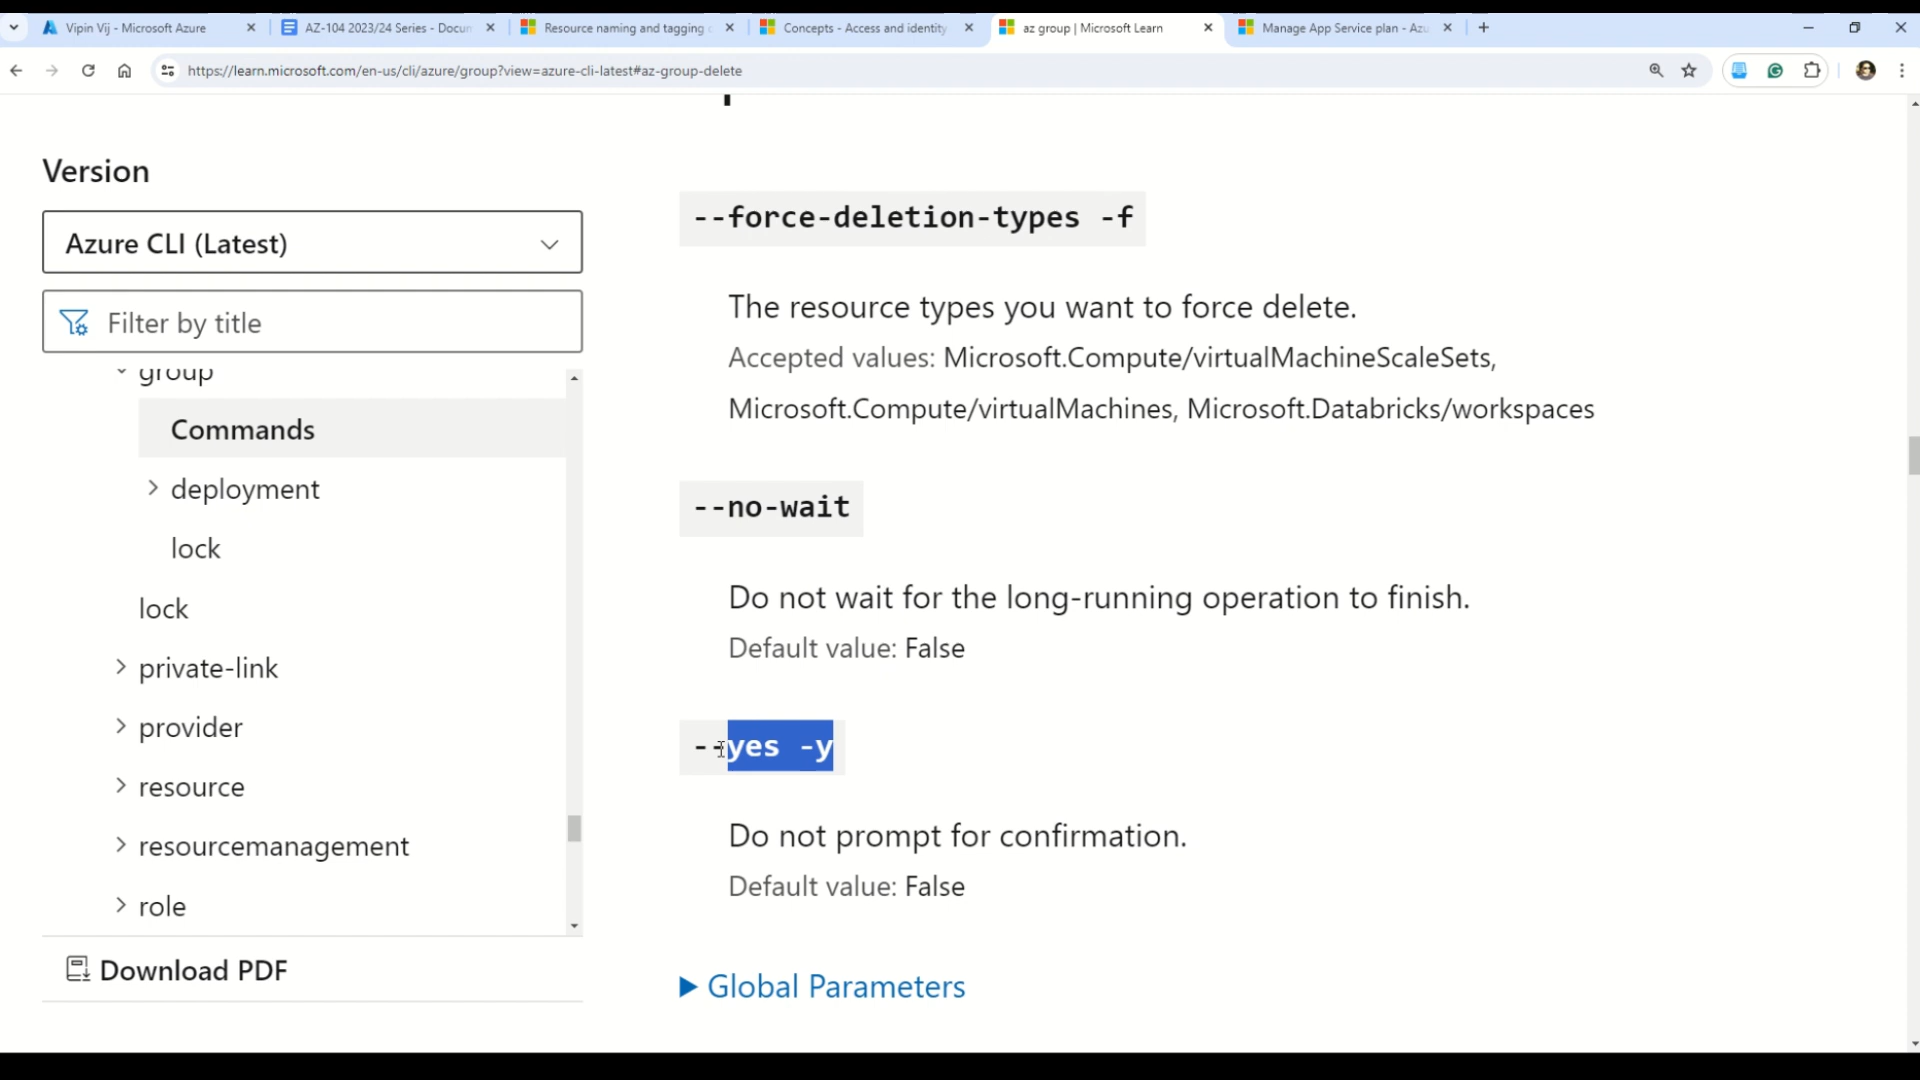 Vipin Vij - Microsoft Azure
AZ-104 2023/24 Series - Docun
Resource naming and tagging
Concepts - Access and identity
az group | Microsoft Learn
Manage App Service plan - Azu
https://learn.microsoft.com/en-us/cli/azure/group?view=azure-cli-latest#az-group-delete
Version
Azure CLI (Latest)
Filter by title
group
Commands
deployment
lock
lock
private-link
provider
resource
resourcemanagement
role
Download PDF
--force-deletion-types -f
The resource types you want to force delete.
Accepted values: Microsoft.Compute/virtualMachineScaleSets,
Microsoft.Compute/virtualMachines, Microsoft.Databricks/workspaces
--no-wait
Do not wait for the long-running operation to finish.
Default value: False
--yes -y
Do not prompt for confirmation.
Default value: False
Global Parameters